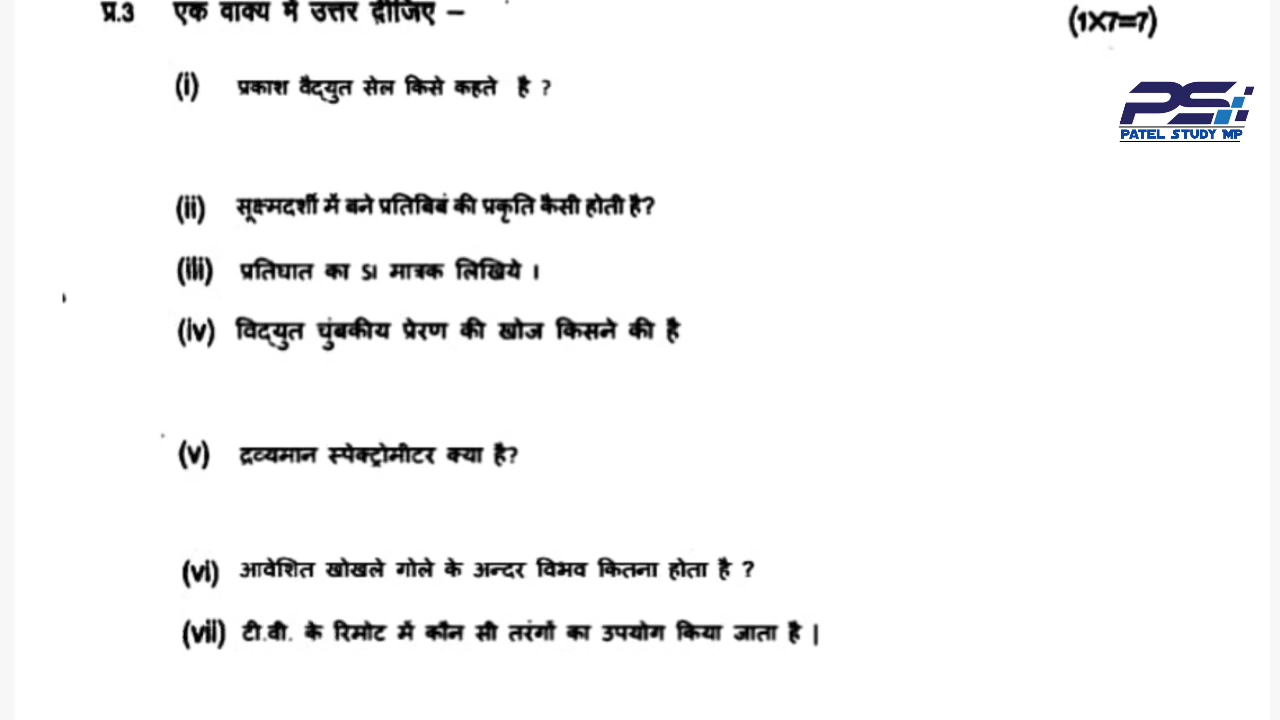 प्र.3 एक वाक्य में उत्तर दीजिए – (1X7=7)
(i) प्रकाश वैद्युत सेल किसे कहते है ?
PS
PATEL STUDY MP
(ii) सूक्ष्मदर्शी में बने प्रतिबिबं की प्रकृति कैसी होती है?
(iii) प्रतिघात का SI मात्रक लिखिये ।
(iv) विद्युत चुंबकीय प्रेरण की खोज किसने की है
(v) द्रव्यमान स्पेक्ट्रोमीटर क्या है?
(vi) आवेशित खोखले गोले के अन्दर विभव कितना होता है ?
(vii) टी.वी. के रिमोट में कौन सी तरंगों का उपयोग किया जाता है |